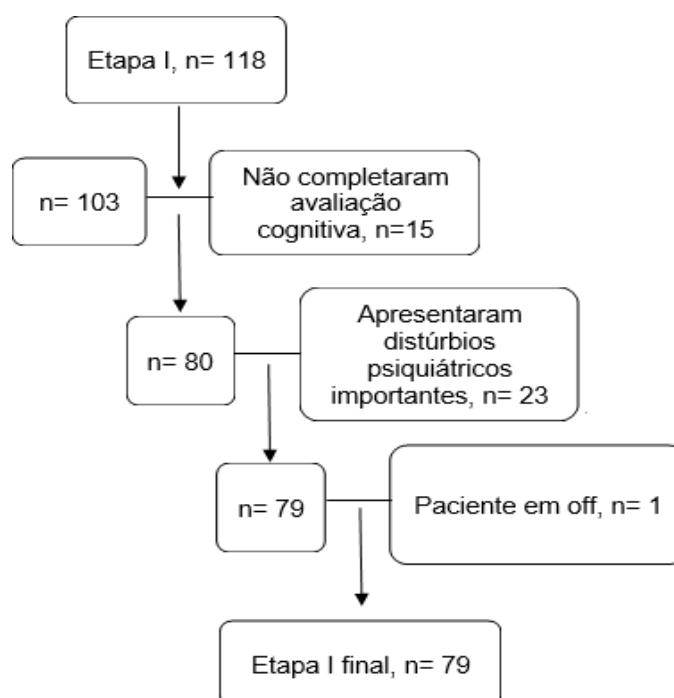 Etapa I, n= 118
n= 103
Não completaram
avaliação
cognitiva, n=15
n= 80
Apresentaram
distúrbios
psiquiátricos
importantes, n= 23
n= 79
Paciente em off, n= 1
Etapa I final, n= 79